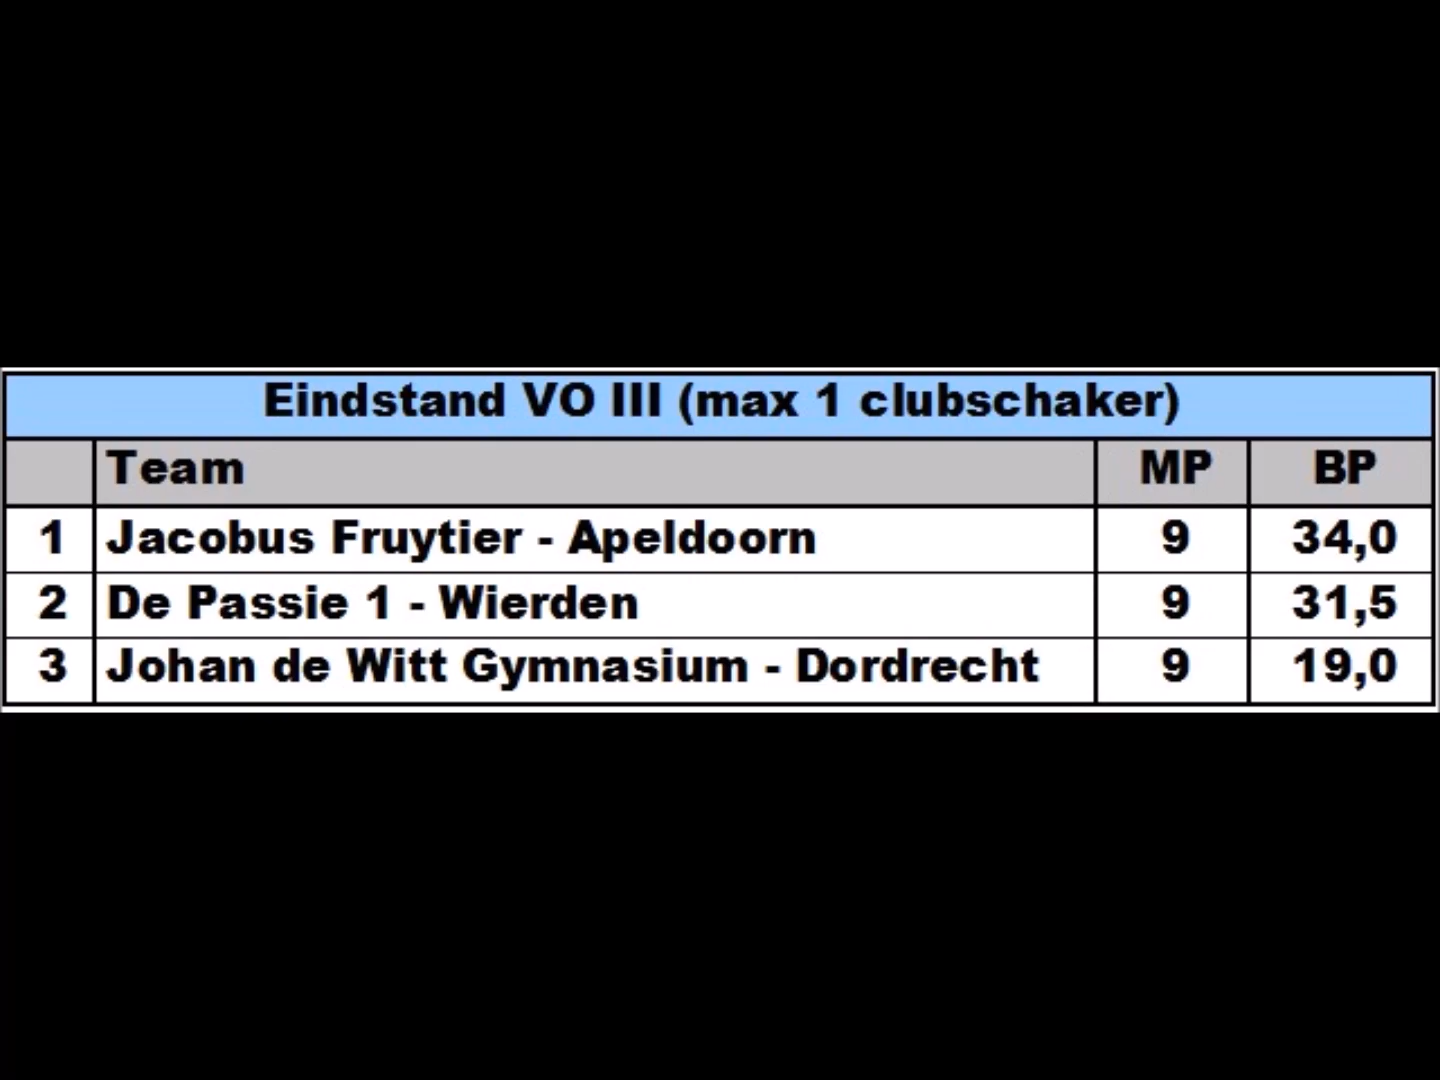 Eindstand VO III (max 1 clubschaker)
Team MP BP
1 Jacobus Fruytier - Apeldoorn 9 34,0
2 De Passie 1 - Wierden 9 31,5
3 Johan de Witt Gymnasium - Dordrecht 9 19,0